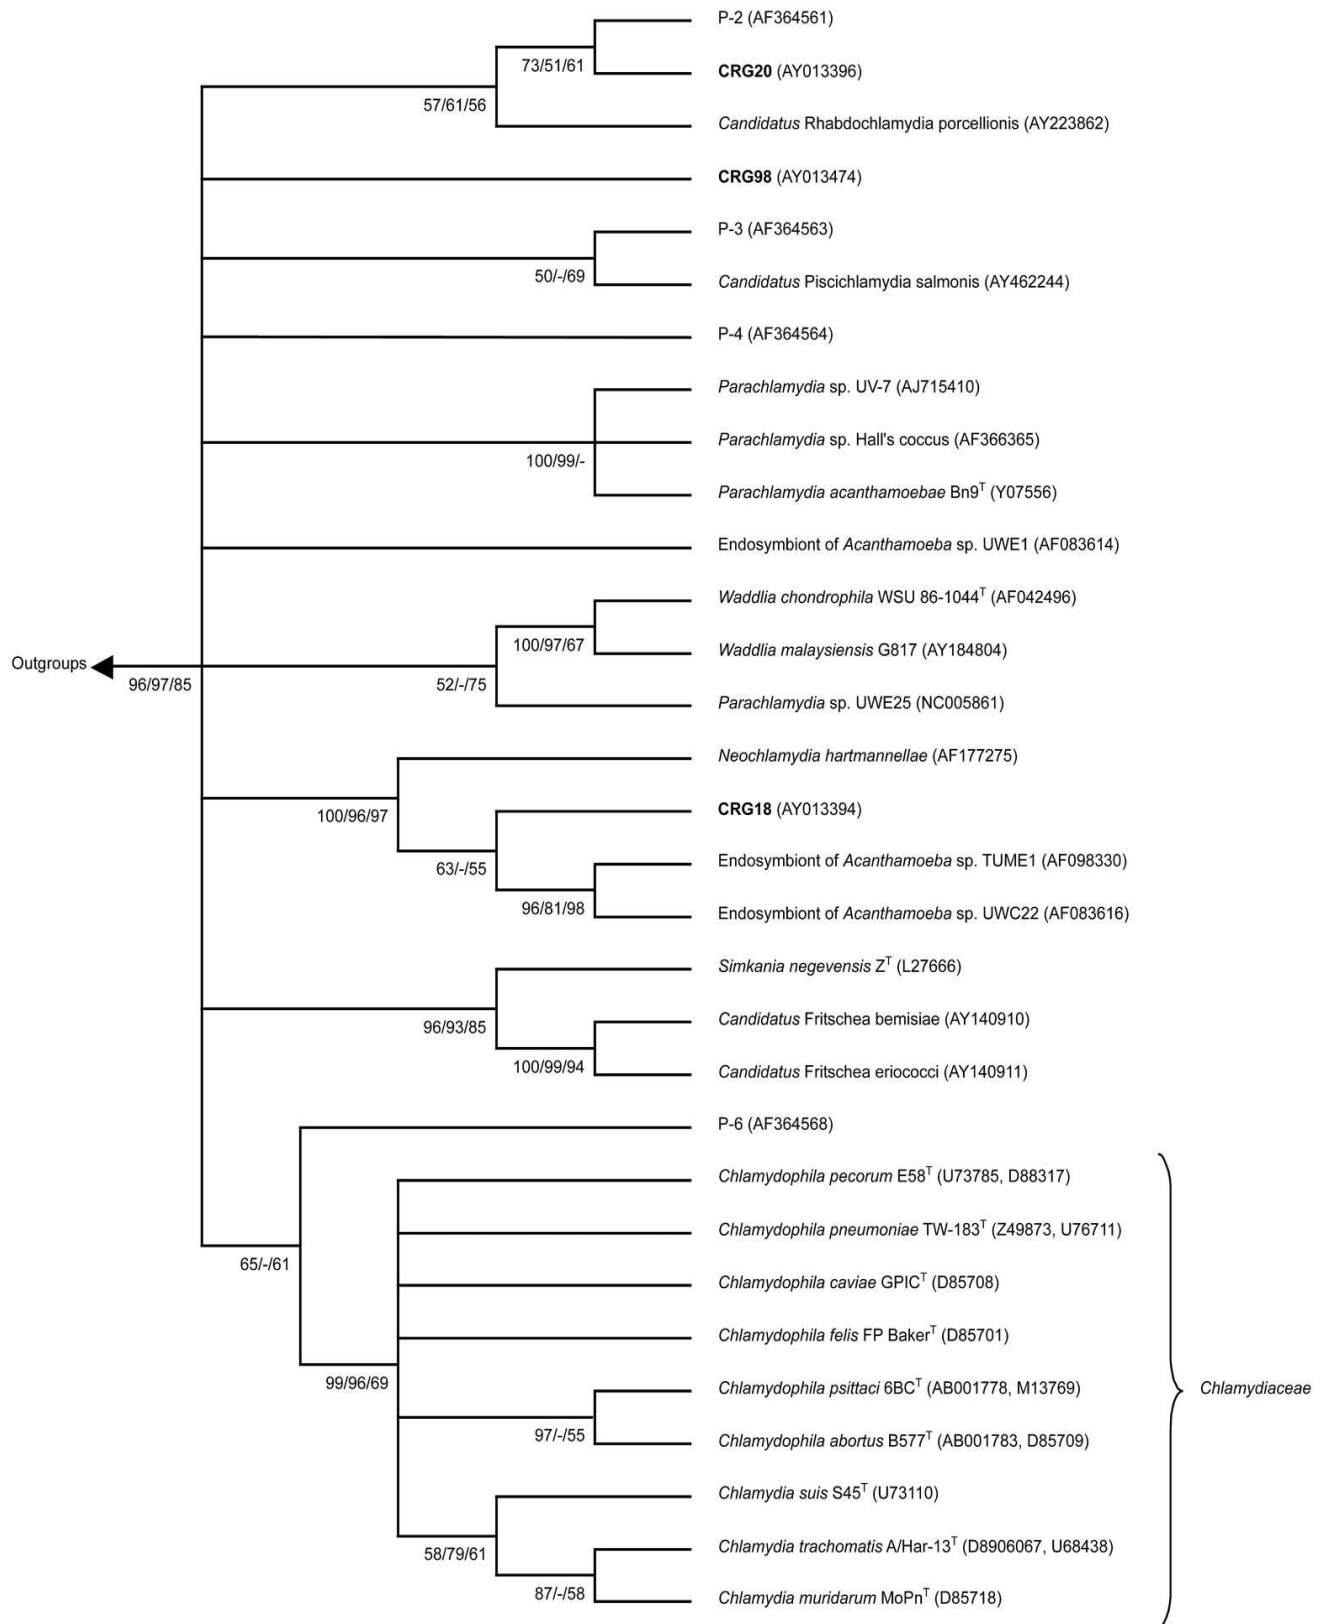 P-2 (AF364561)
73/51/61
CRG20 (AY013396)
57/61/56
Candidatus Rhabdochlamydia porcellionis (AY223862)
CRG98 (AY013474)
P-3 (AF364563)
50/-/69
Candidatus Piscichlamydia salmonis (AY462244)
P-4 (AF364564)
Parachlamydia sp. UV-7 (AJ715410)
Parachlamydia sp. Hall's coccus (AF366365)
100/99/-
Parachlamydia acanthamoebae Bn9T (Y07556)
Endosymbiont of Acanthamoeba sp. UWE1 (AF083614)
Waddlia chondrophila WSU 86-1044T (AF042496)
100/97/67
Waddlia malaysiensis G817 (AY184804)
Outgroups
96/97/85
52/-/75
Parachlamydia sp. UWE25 (NC005861)
Neochlamydia hartmannellae (AF177275)
100/96/97
CRG18 (AY013394)
63/-/55
Endosymbiont of Acanthamoeba sp. TUME1 (AF098330)
96/81/98
Endosymbiont of Acanthamoeba sp. UWC22 (AF083616)
Simkania negevensis ZT (L27666)
96/93/85
Candidatus Fritschea bemisiae (AY140910)
100/99/94
Candidatus Fritschea eriococci (AY140911)
P-6 (AF364568)
Chlamydophila pecorum E58T (U73785, D88317)
Chlamydophila pneumoniae TW-183T (Z49873, U76711)
65/-/61
Chlamydophila caviae GPICT (D85708)
Chlamydophila felis FP BakerT (D85701)
99/96/69
Chlamydophila psittaci 6BCT (AB001778, M13769)
Chlamydiaceae
97/-/55
Chlamydophila abortus B577T (AB001783, D85709)
Chlamydia suis S45T (U73110)
58/79/61
Chlamydia trachomatis A/Har-13T (D8906067, U68438)
87/-/58
Chlamydia muridarum MoPnT (D85718)